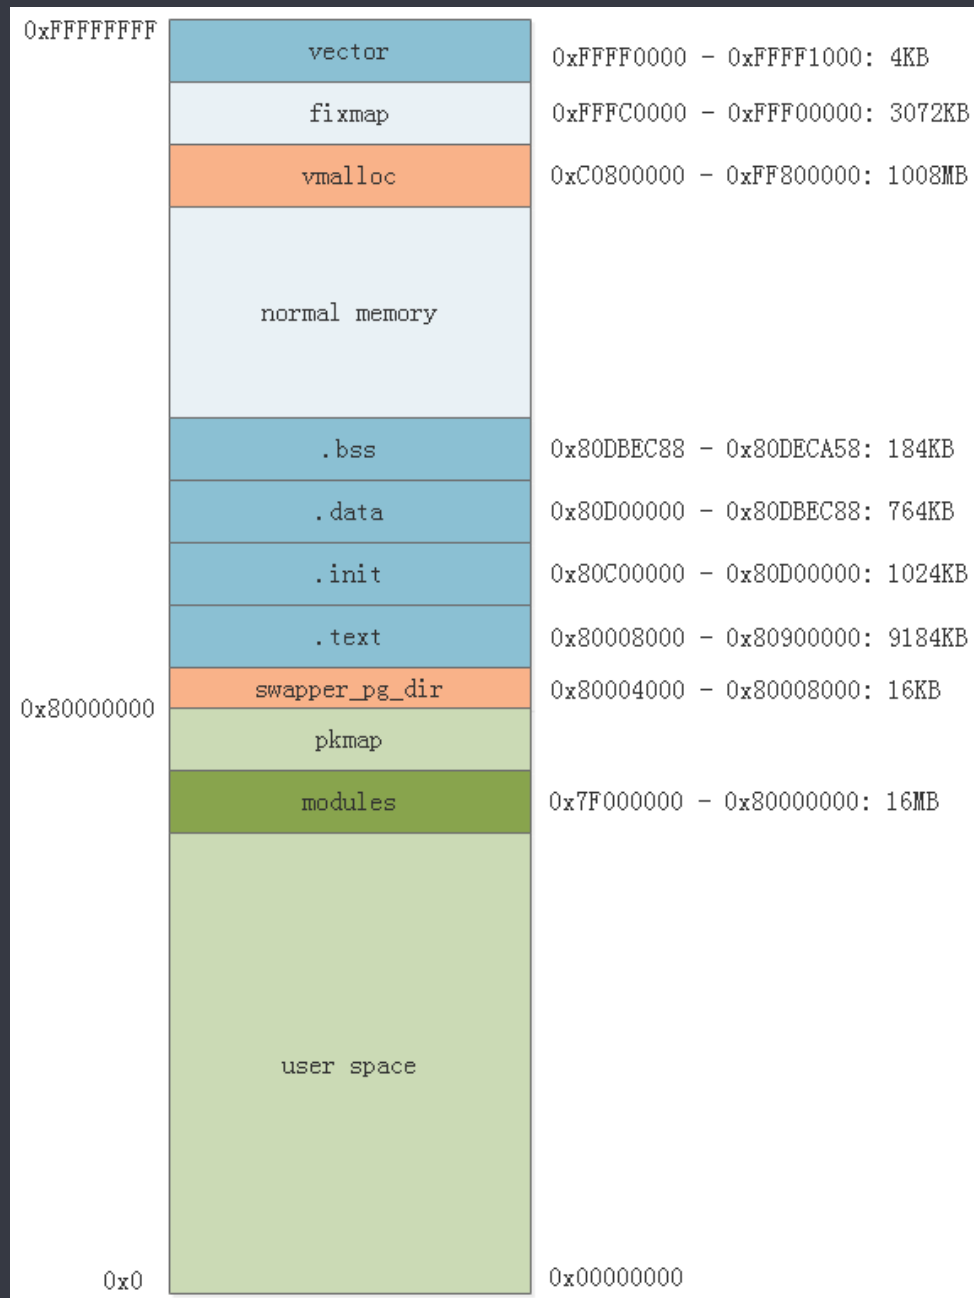 0xFFFFFFFF
vector 0xFFFF0000 - 0xFFFF1000: 4KB
fixmap 0xFFFC0000 - 0xFFF00000: 3072KB
vmalloc 0xC0800000 - 0xFF800000: 1008MB
normal memory
.bss 0x80DBEC88 - 0x80DECA58: 184KB
.data 0x80D00000 - 0x80DBEC88: 764KB
.init 0x80C00000 - 0x80D00000: 1024KB
.text 0x80008000 - 0x80900000: 9184KB
swapper_pg_dir 0x80004000 - 0x80008000: 16KB
0x80000000
pkmap
modules 0x7F000000 - 0x80000000: 16MB
user space
0x0 0x00000000